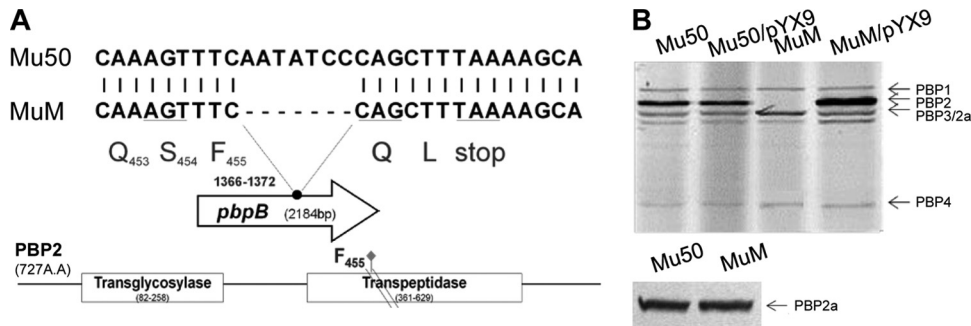 A
Mu50 CAAAGTTTCAATATCCCAGCTTTAAAAGCA
MuM CAAAGTTTC-------CAGCTTTAAAAGCA
Q453 S454 F455 Q L stop
1366-1372
pbpB (2184bp)
PBP2
(727A.A)
F455
Transglycosylase
(82-258)
Transpeptidase
(361-629)
B
Mu50 Mu50/pYX9 MuM MuM/pYX9
PBP1
PBP2
PBP3/2a
PBP4
Mu50 MuM
PBP2a